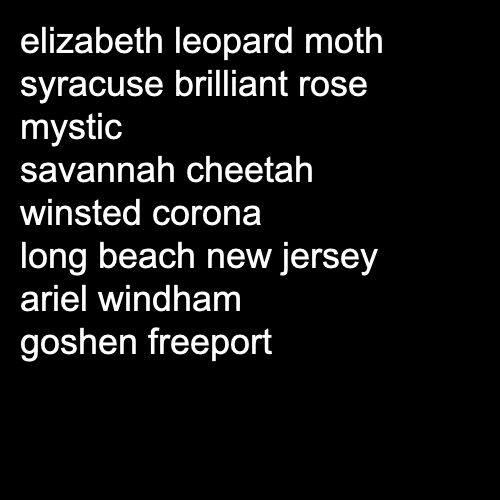 elizabeth leopard moth
syracuse brilliant rose
mystic
savannah cheetah
winsted corona
long beach new jersey
ariel windham
goshen freeport